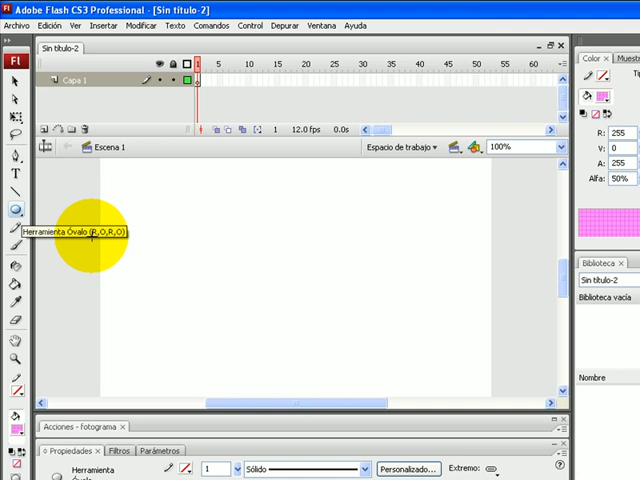 Adobe Flash CS3 Professional - [Sin título-2]
Archivo Edición Ver Insertar Modificar Texto Comandos Control Depurar Ventana Ayuda
Sin título-2
Fl
1 5 10 15 20 25 30 35 40 45 50 55 60
Capa 1
1 12.0 fps 0.0s
Escena 1 Espacio de trabajo 100%
Herramienta Óvalo (R,O,R,O)
Color × Muestr
R: 255
V: 0
A: 255
Alfa: 50%
Biblioteca ×
Sin título-2
Biblioteca vacía
Nombre
Acciones - fotograma ×
Propiedades × Filtros Parámetros
Herramienta
Óvalo
1 Sólido Personalizado... Extremo: